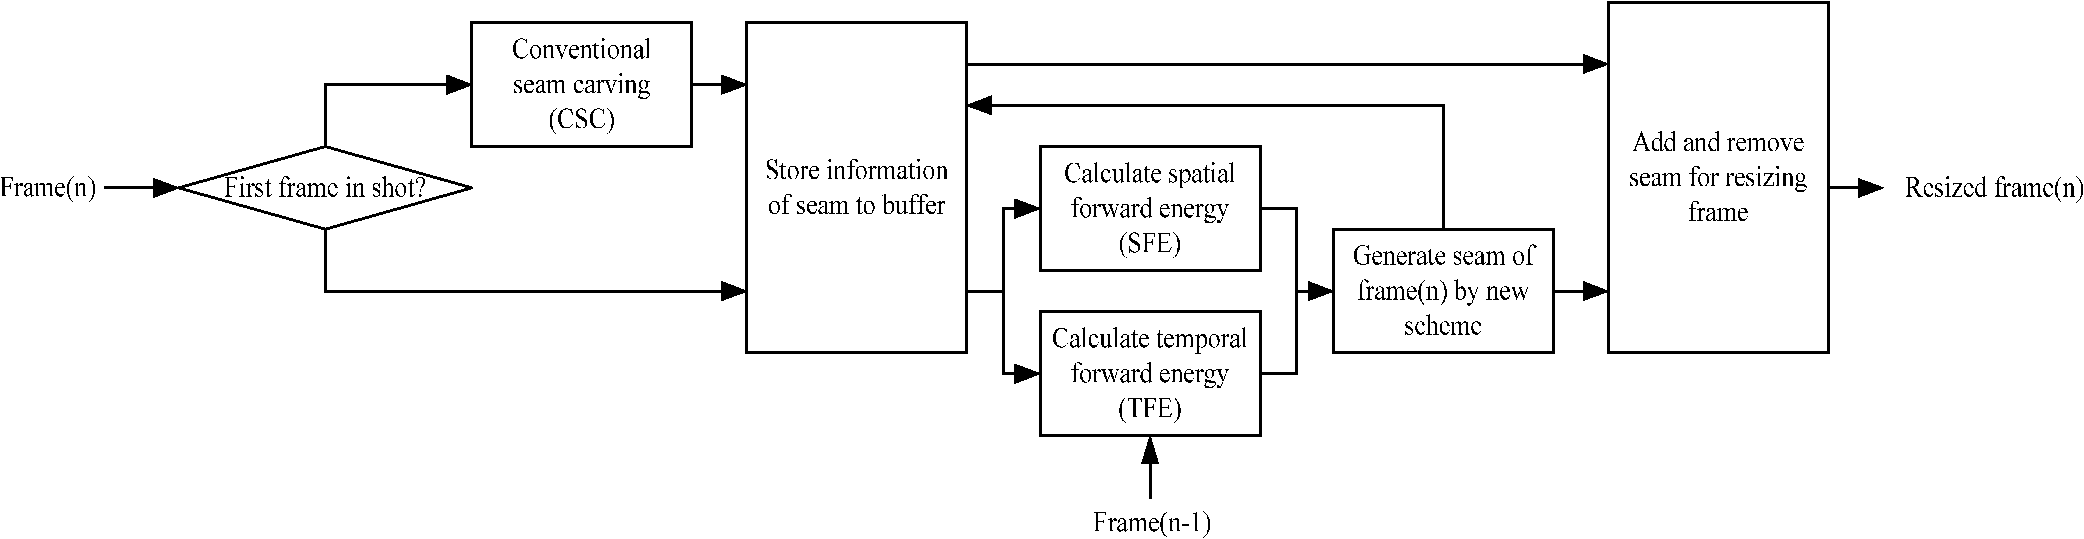 Frame(n)
First frame in shot?
Conventional
seam carving
(CSC)
Store information
of seam to buffer
Calculate spatial
forward energy
(SFE)
Calculate temporal
forward energy
(TFE)
Frame(n-1)
Generate seam of
frame(n) by new
scheme
Add and remove
seam for resizing
frame
Resized frame(n)